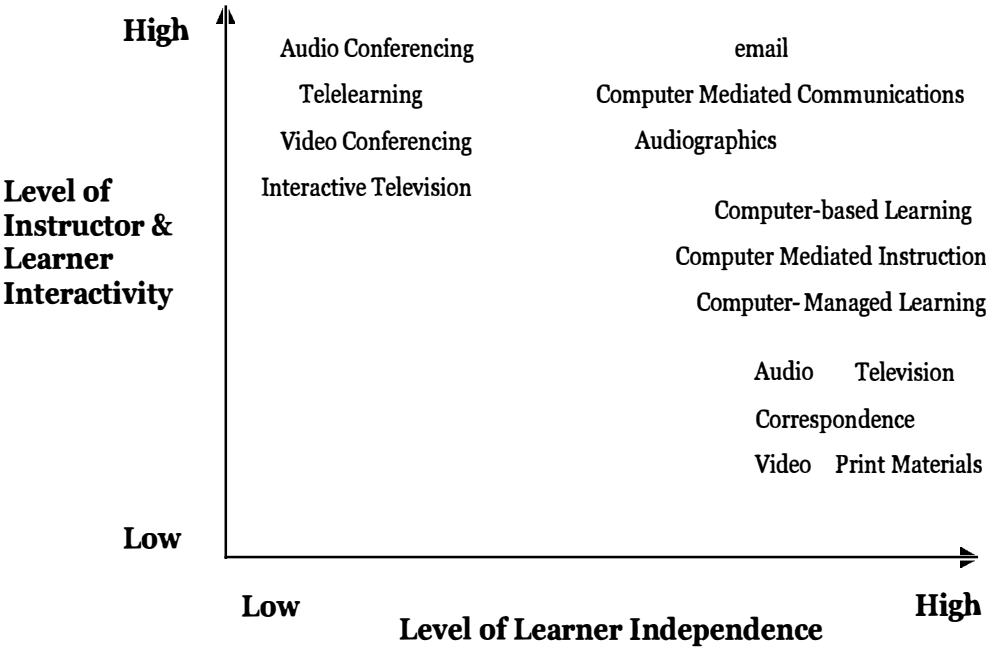 High
Audio Conferencing
email
Telelearning
Computer Mediated Communications
Video Conferencing
Audiographics
Interactive Television
Level of
Instructor &
Learner
Interactivity
Computer-based Learning
Computer Mediated Instruction
Computer- Managed Learning
Audio Television
Correspondence
Video Print Materials
Low
Low
High
Level of Learner Independence